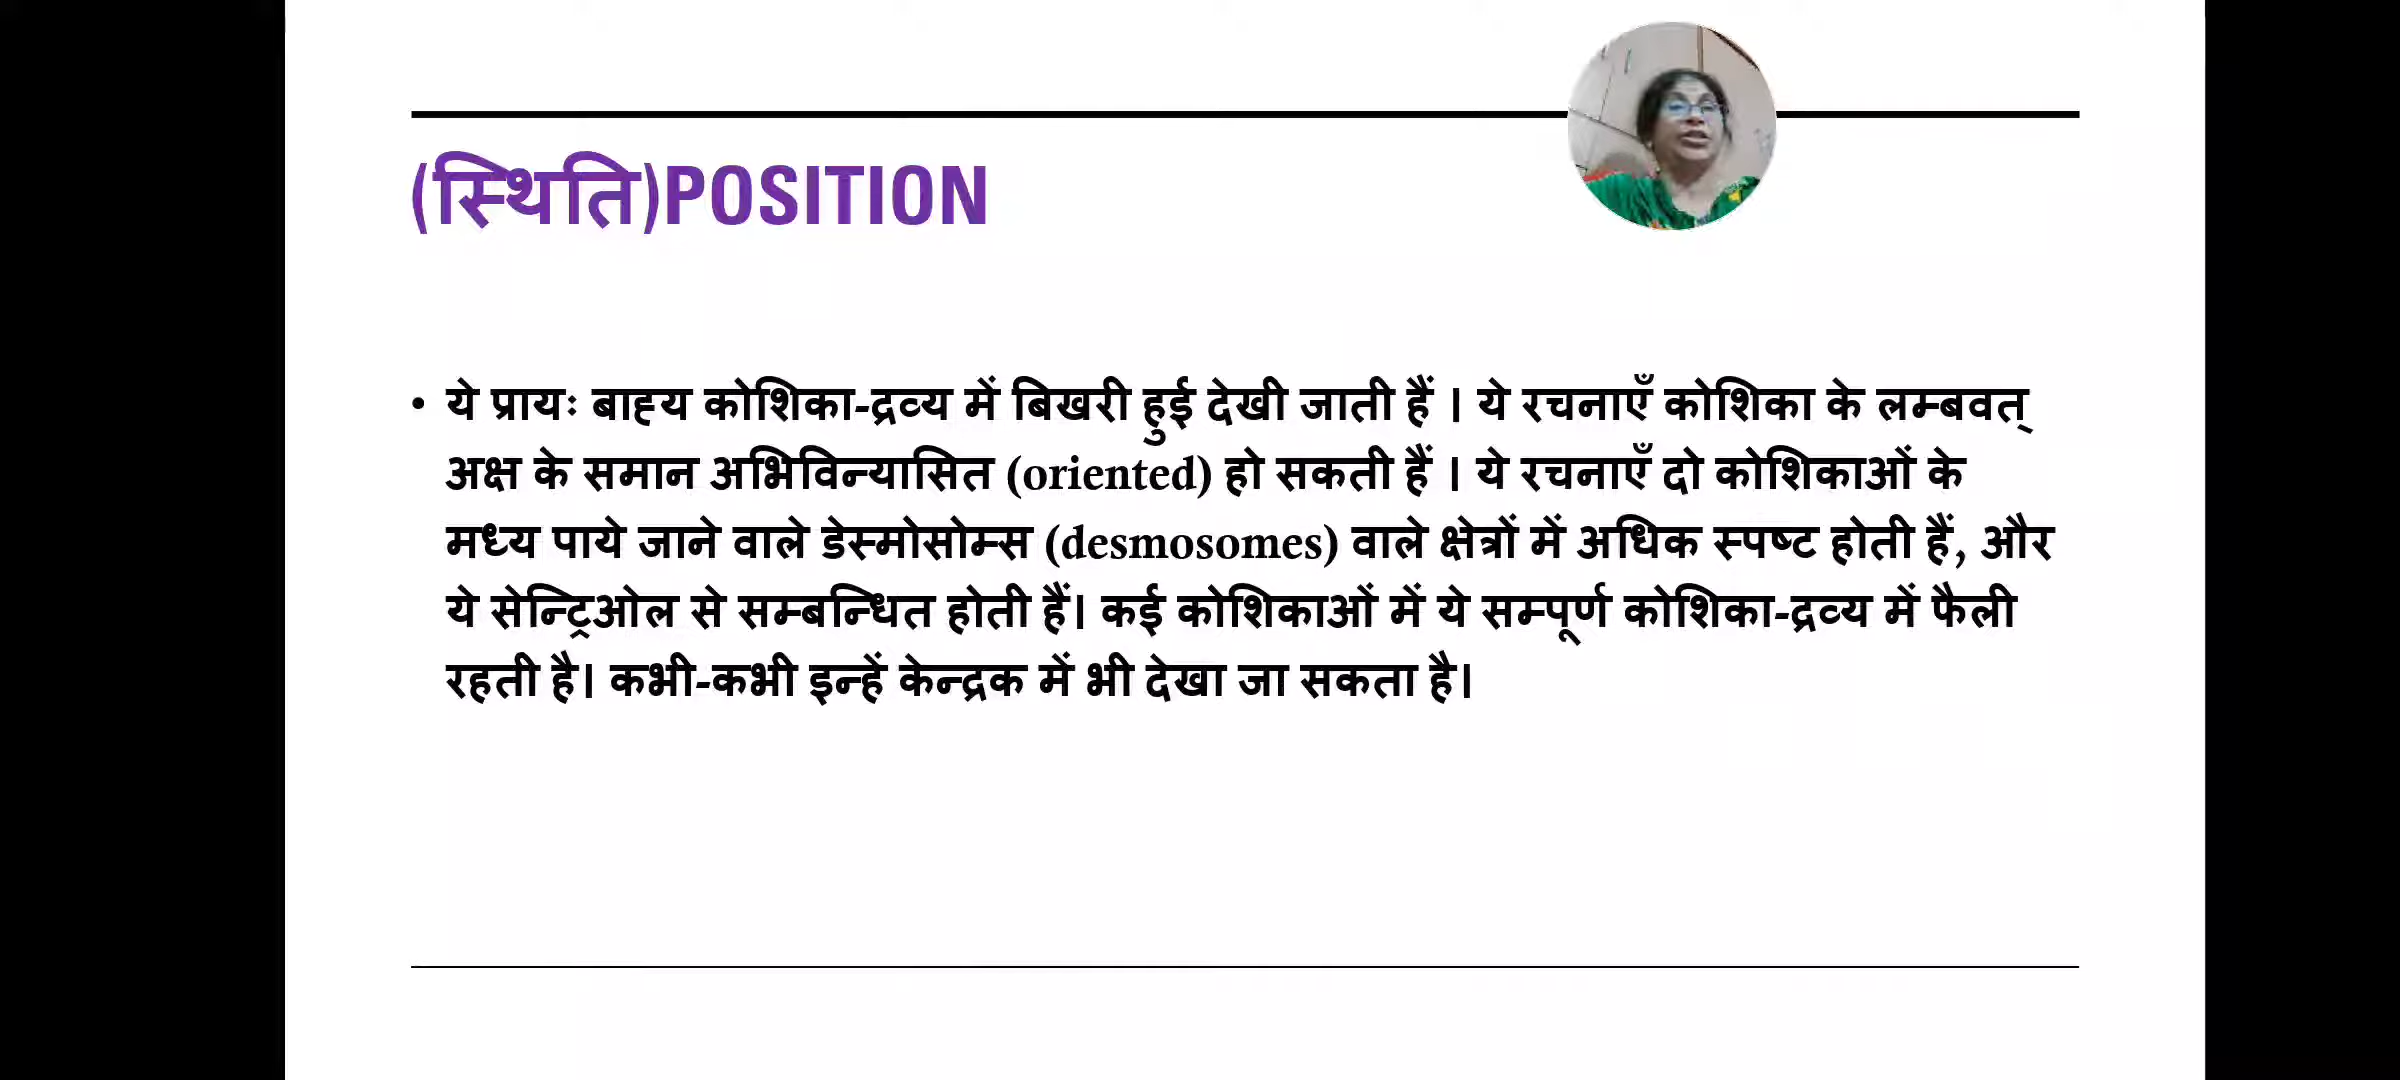 (स्थिति)POSITION
• ये प्रायः बाह्य कोशिका-द्रव्य में बिखरी हुई देखी जाती हैं । ये रचनाएँ कोशिका के लम्बवत्
अक्ष के समान अभिविन्यासित (oriented) हो सकती हैं । ये रचनाएँ दो कोशिकाओं के
मध्य पाये जाने वाले डेस्मोसोम्स (desmosomes) वाले क्षेत्रों में अधिक स्पष्ट होती हैं, और
ये सेन्ट्रिओल से सम्बन्धित होती हैं। कई कोशिकाओं में ये सम्पूर्ण कोशिका-द्रव्य में फैली
रहती है। कभी-कभी इन्हें केन्द्रक में भी देखा जा सकता है।